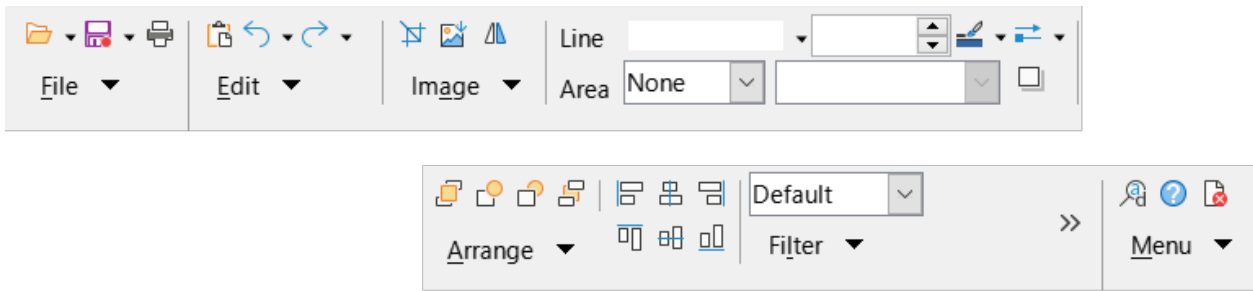 Line
File
Edit
Image
Area
None
Default
Arrange
Filter
Menu